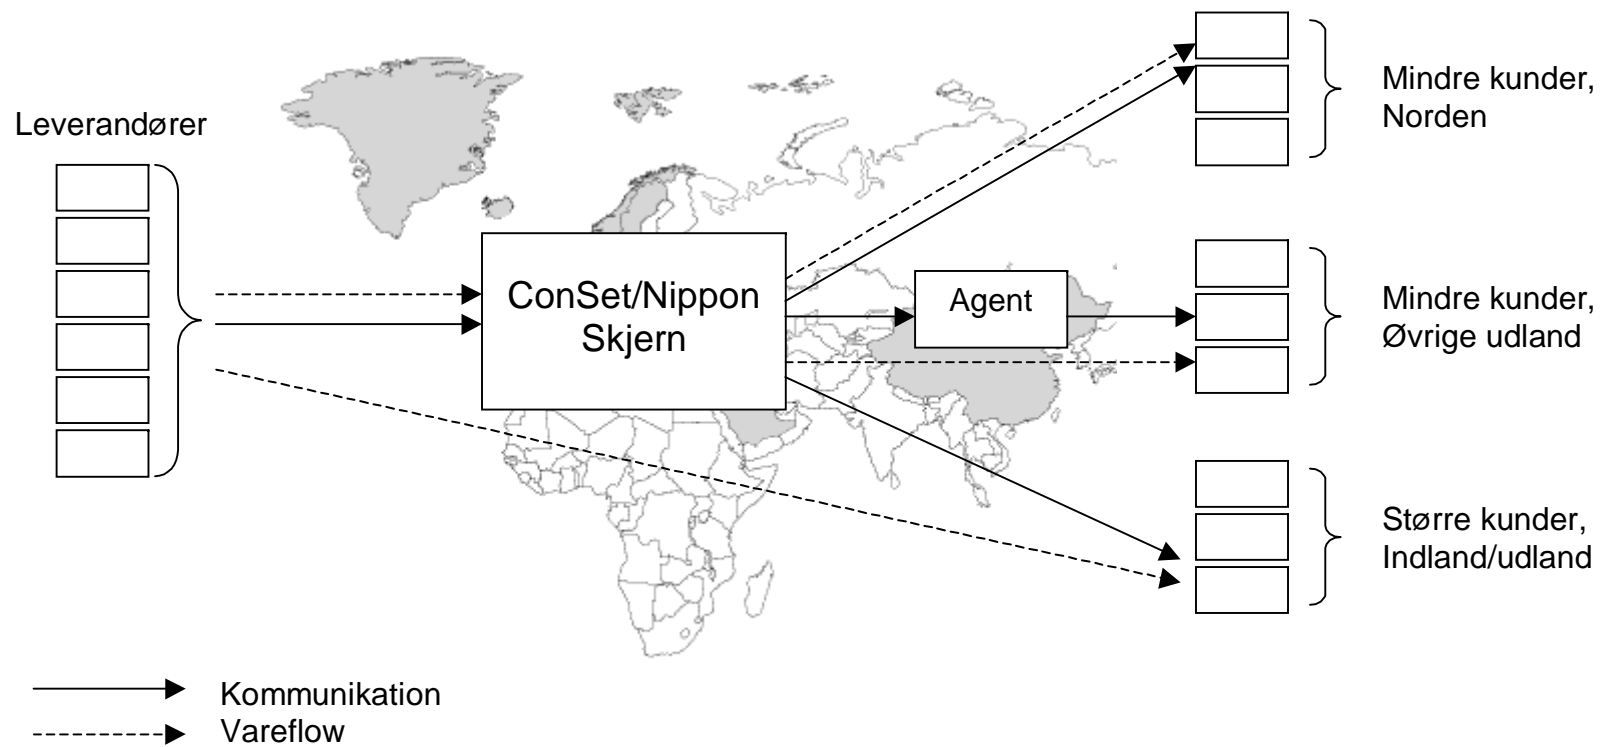 Leverandører
ConSet/Nippon
Skjern
Agent
Mindre kunder,
Norden
Mindre kunder,
Øvrige udland
Større kunder,
Indland/udland
Kommunikation
Vareflow